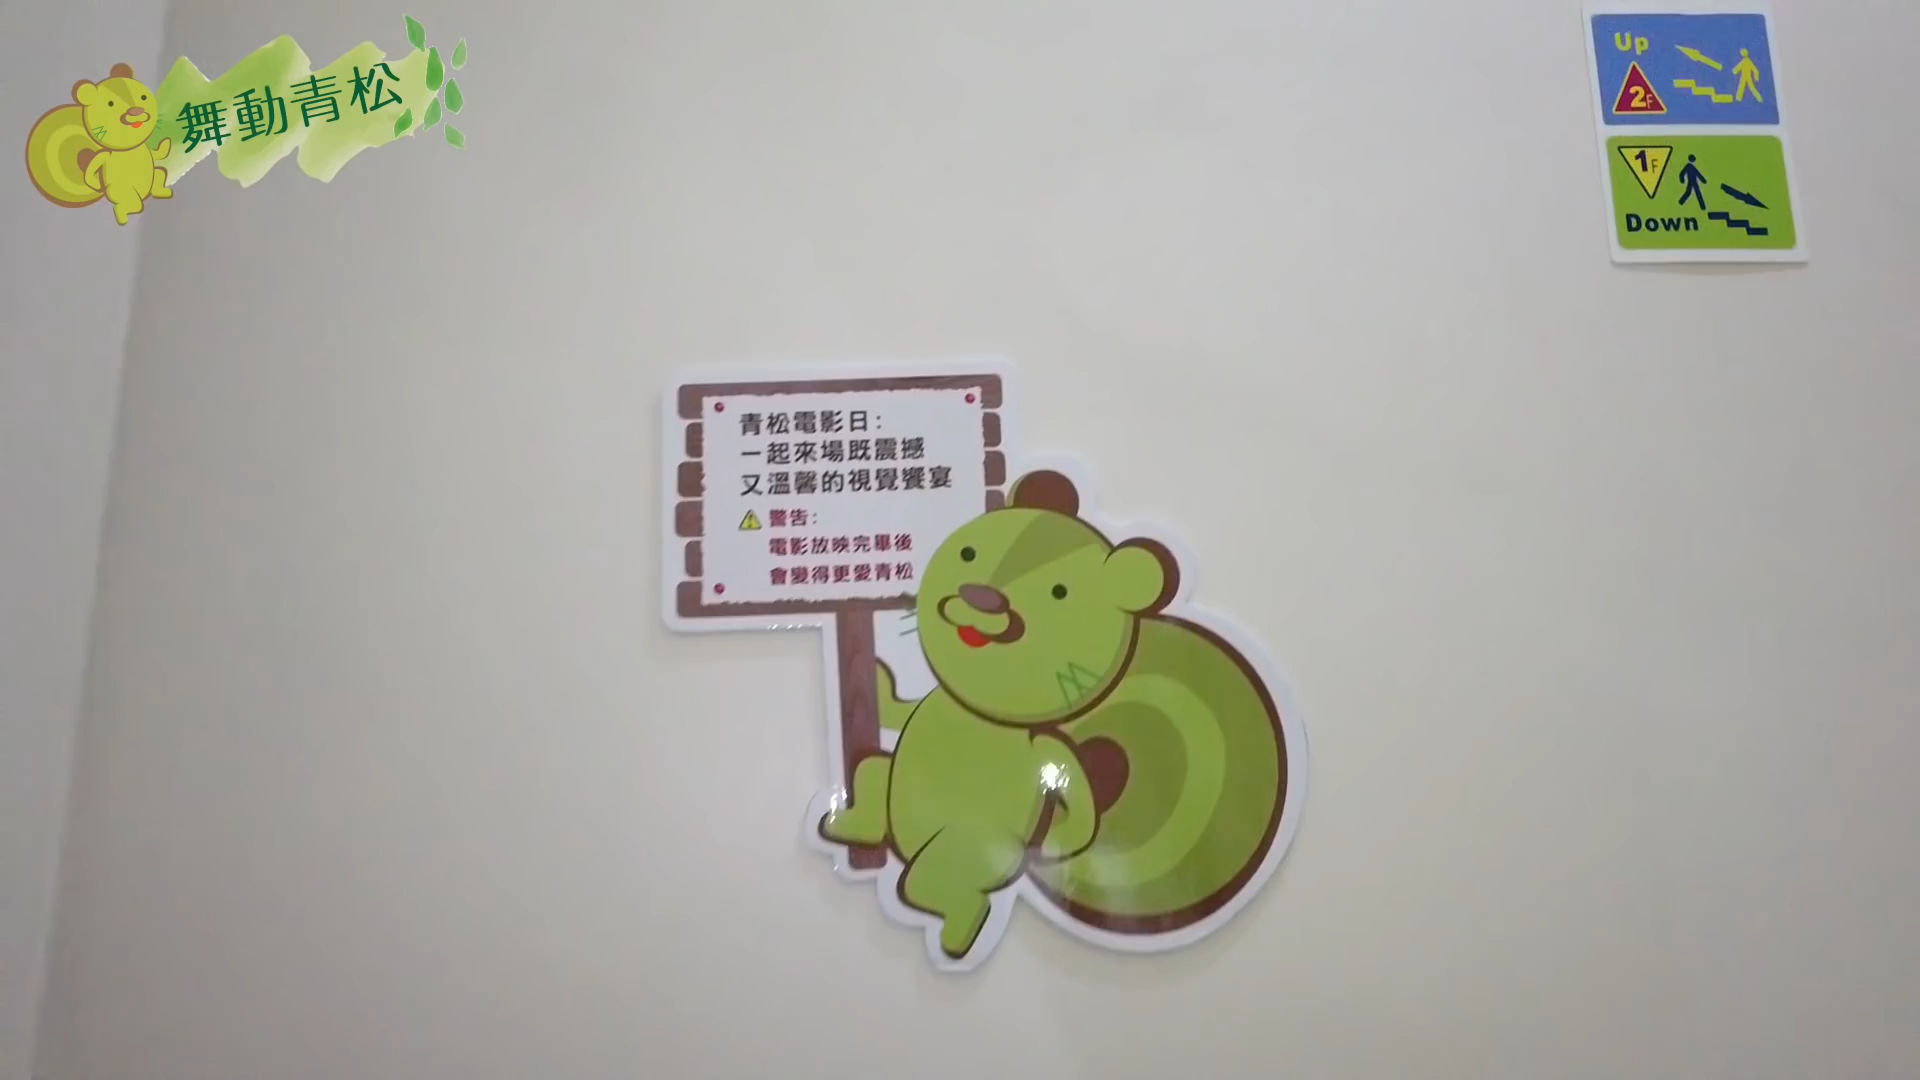 舞動青松
Up
2F
1F
Down
青松電影日：
一起來場既震撼
又溫馨的視覺饗宴
警告：
電影放映完畢後
會變得更愛青松